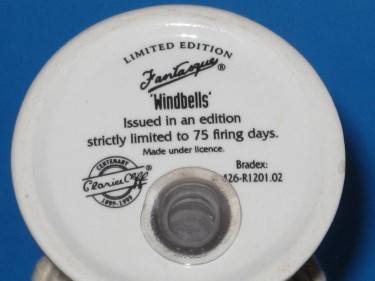 LIMITED EDITION
Fantasque ®
'Windbells'
Issued in an edition
strictly limited to 75 firing days.
Made under licence.
CENTENARY
Clarice Cliff ®
1899-1999
Bradex:
A26-R1201.02